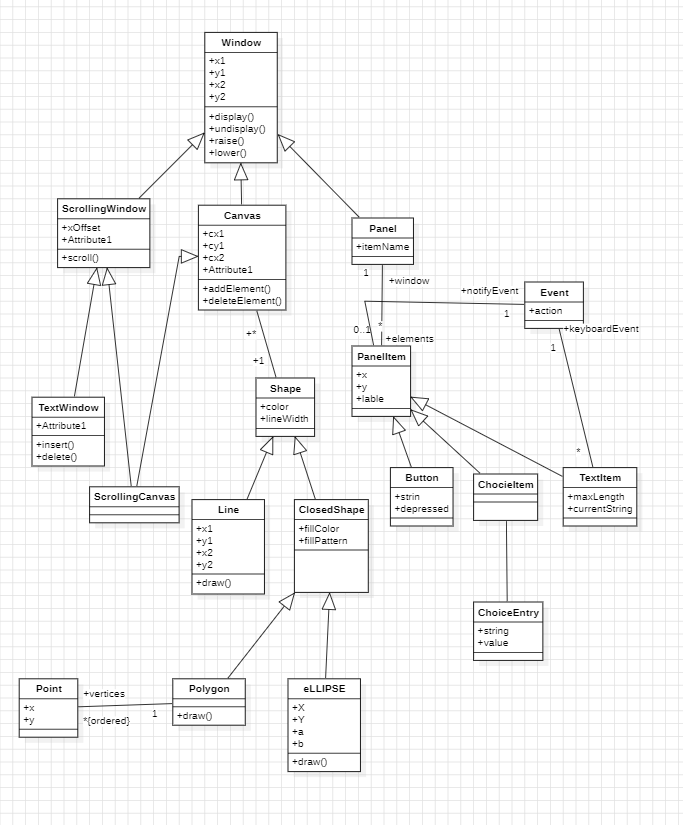 Window
+x1
+y1
+x2
+y2
+display()
+undisplay()
+raise()
+lower()
ScrollingWindow
+xOffset
+Attribute1
+scroll()
Canvas
+cx1
+cy1
+cx2
+Attribute1
+addElement()
+deleteElement()
Panel
+itemName
1
+window
+notifyEvent
1
Event
+action
+keyboardEvent
1
0..1
*
+elements
+*
+1
PanelItem
+x
+y
+lable
Shape
+color
+lineWidth
TextWindow
+Attribute1
+insert()
+delete()
*
ScrollingCanvas
Line
+x1
+y1
+x2
+y2
+draw()
ClosedShape
+fillColor
+fillPattern
Button
+strin
+depressed
ChocieItem
TextItem
+maxLength
+currentString
ChoiceEntry
+string
+value
Point
+x
+y
+vertices
*{ordered}
1
Polygon
+draw()
eLLIPSE
+X
+Y
+a
+b
+draw()